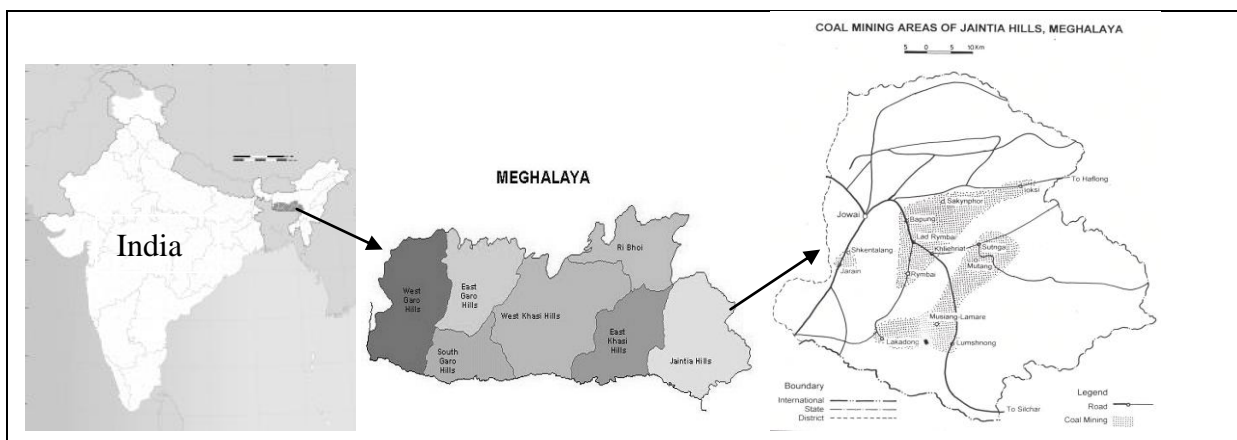 India
MEGHALAYA
Ri Bhoi
West
Garo
Hills
East
Garo
Hills
West Khasi Hills
South
Garo
Hills
East
Khasi
Hills
Jaintia Hills
COAL MINING AREAS OF JAINTIA HILLS, MEGHALAYA
5 0 5 10 Km
To Haflong
Ioksi
Sakynphor
Jowai
Bapung
Lad Rymbai
Shkentalang
Khliehriat
Sutnga
Jarain
Mutang
Rymbai
Musiang-Lamare
Lakadong
Lumshnong
Boundary
International
State
District
Legend
Road
Coal Mining
To Silchar